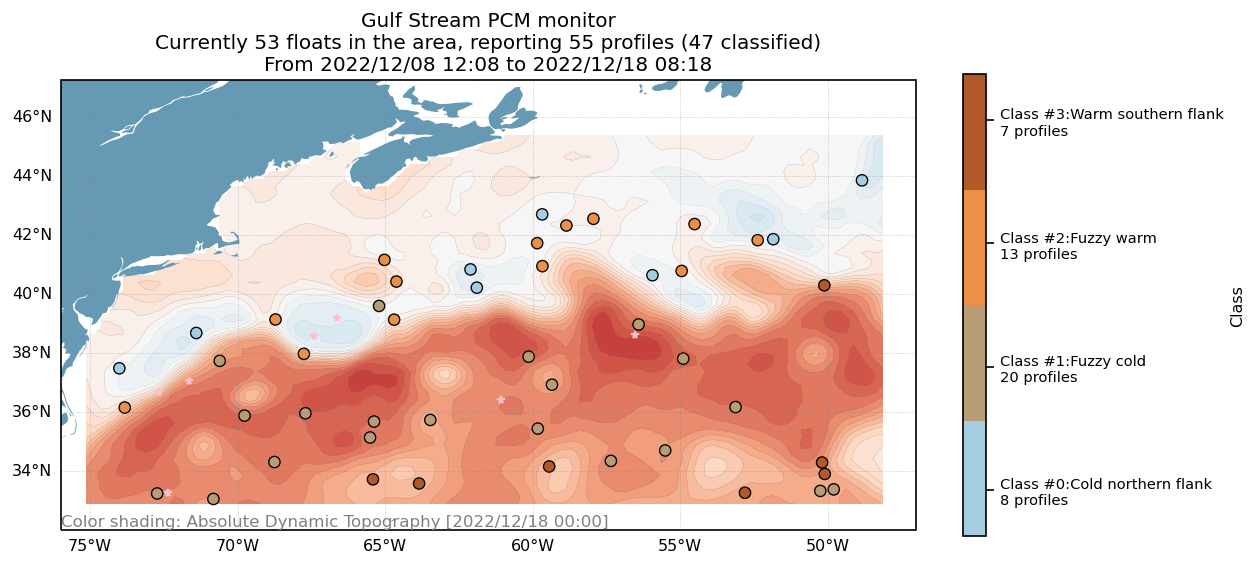 Gulf Stream PCM monitor
Currently 53 floats in the area, reporting 55 profiles (47 classified)
From 2022/12/08 12:08 to 2022/12/18 08:18
46°N
44°N
42°N
40°N
38°N
36°N
34°N
Color shading: Absolute Dynamic Topography [2022/12/18 00:00]
75°W
70°W
65°W
60°W
55°W
50°W
Class #3:Warm southern flank
7 profiles
Class #2:Fuzzy warm
13 profiles
Class #1:Fuzzy cold
20 profiles
Class #0:Cold northern flank
8 profiles
Class